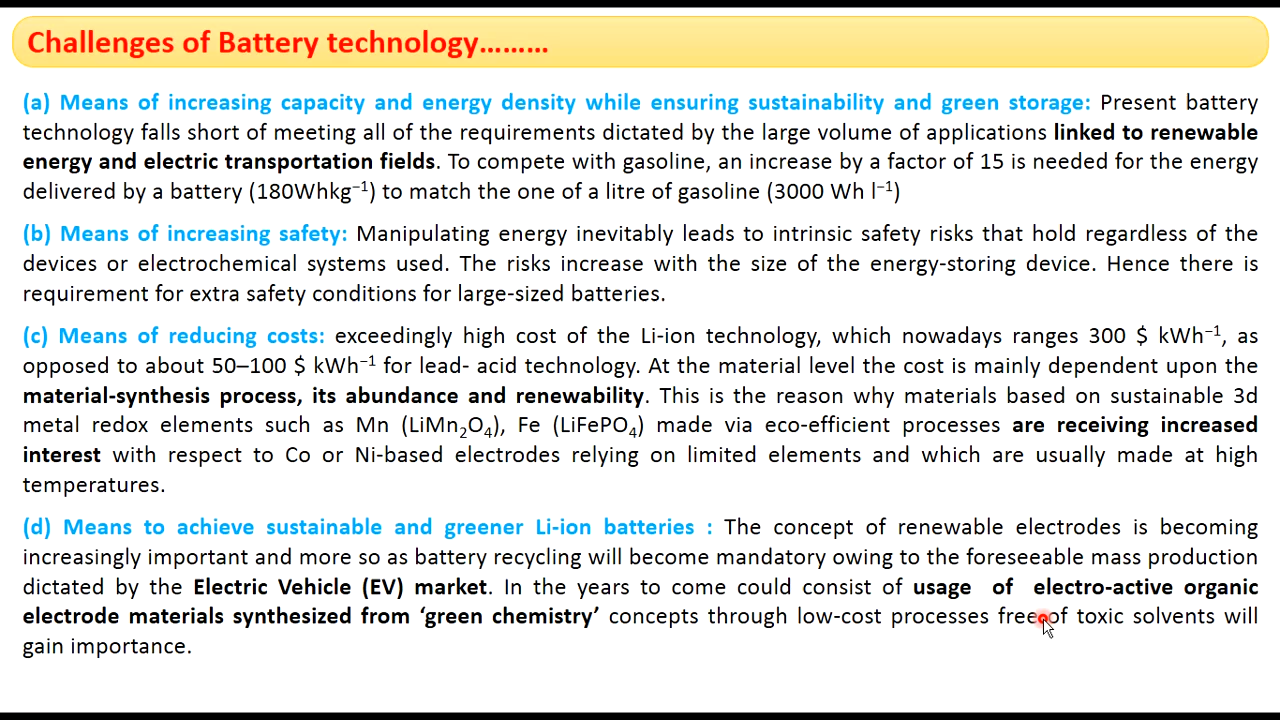 Challenges of Battery technology.........
(a) Means of increasing capacity and energy density while ensuring sustainability and green storage: Present battery
technology falls short of meeting all of the requirements dictated by the large volume of applications linked to renewable
energy and electric transportation fields. To compete with gasoline, an increase by a factor of 15 is needed for the energy
delivered by a battery (180Whkg⁻¹) to match the one of a litre of gasoline (3000 Wh l⁻¹)
(b) Means of increasing safety: Manipulating energy inevitably leads to intrinsic safety risks that hold regardless of the
devices or electrochemical systems used. The risks increase with the size of the energy-storing device. Hence there is
requirement for extra safety conditions for large-sized batteries.
(c) Means of reducing costs: exceedingly high cost of the Li-ion technology, which nowadays ranges 300 $ kWh⁻¹, as
opposed to about 50–100 $ kWh⁻¹ for lead- acid technology. At the material level the cost is mainly dependent upon the
material-synthesis process, its abundance and renewability. This is the reason why materials based on sustainable 3d
metal redox elements such as Mn (LiMn₂O₄), Fe (LiFePO₄) made via eco-efficient processes are receiving increased
interest with respect to Co or Ni-based electrodes relying on limited elements and which are usually made at high
temperatures.
(d) Means to achieve sustainable and greener Li-ion batteries : The concept of renewable electrodes is becoming
increasingly important and more so as battery recycling will become mandatory owing to the foreseeable mass production
dictated by the Electric Vehicle (EV) market. In the years to come could consist of usage of electro-active organic
electrode materials synthesized from ‘green chemistry’ concepts through low-cost processes free of toxic solvents will
gain importance.